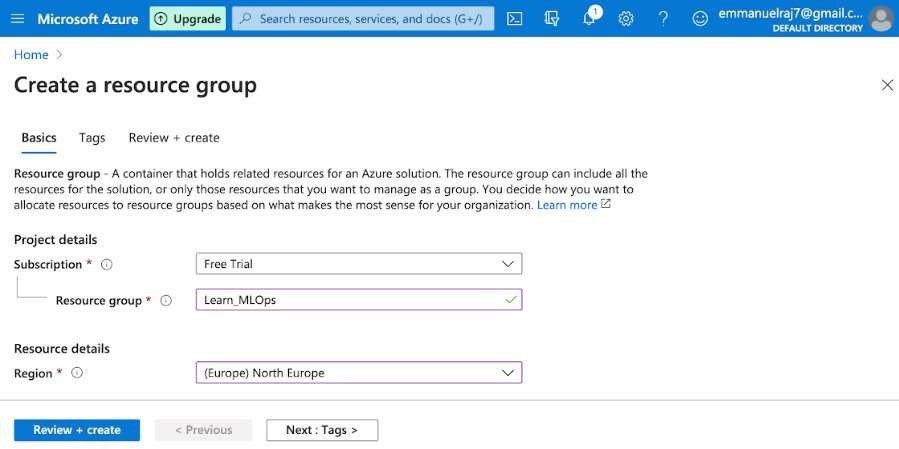 Microsoft Azure Upgrade Search resources, services, and docs (G+/) 1 emmanuelraj7@gmail.c...
DEFAULT DIRECTORY
Home >
Create a resource group
Basics Tags Review + create
Resource group - A container that holds related resources for an Azure solution. The resource group can include all the
resources for the solution, or only those resources that you want to manage as a group. You decide how you want to
allocate resources to resource groups based on what makes the most sense for your organization. Learn more
Project details
Subscription * Free Trial
Resource group * Learn_MLOps
Resource details
Region * (Europe) North Europe
Review + create < Previous Next : Tags >